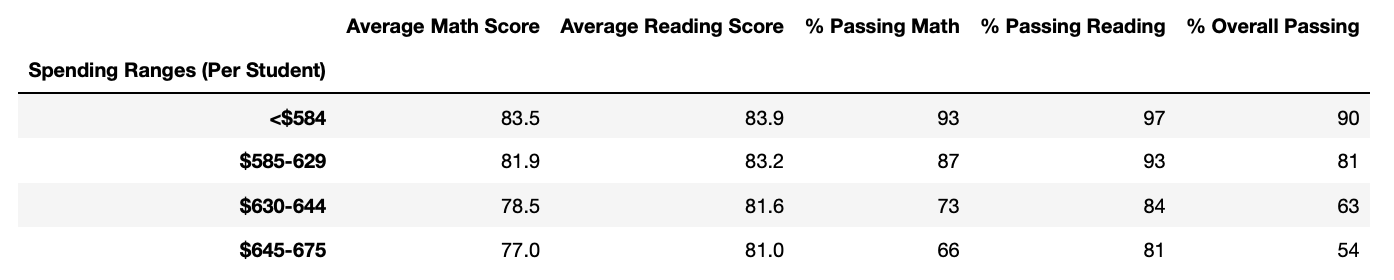 Average Math Score Average Reading Score % Passing Math % Passing Reading % Overall Passing
Spending Ranges (Per Student)
<$584 83.5 83.9 93 97 90
$585-629 81.9 83.2 87 93 81
$630-644 78.5 81.6 73 84 63
$645-675 77.0 81.0 66 81 54